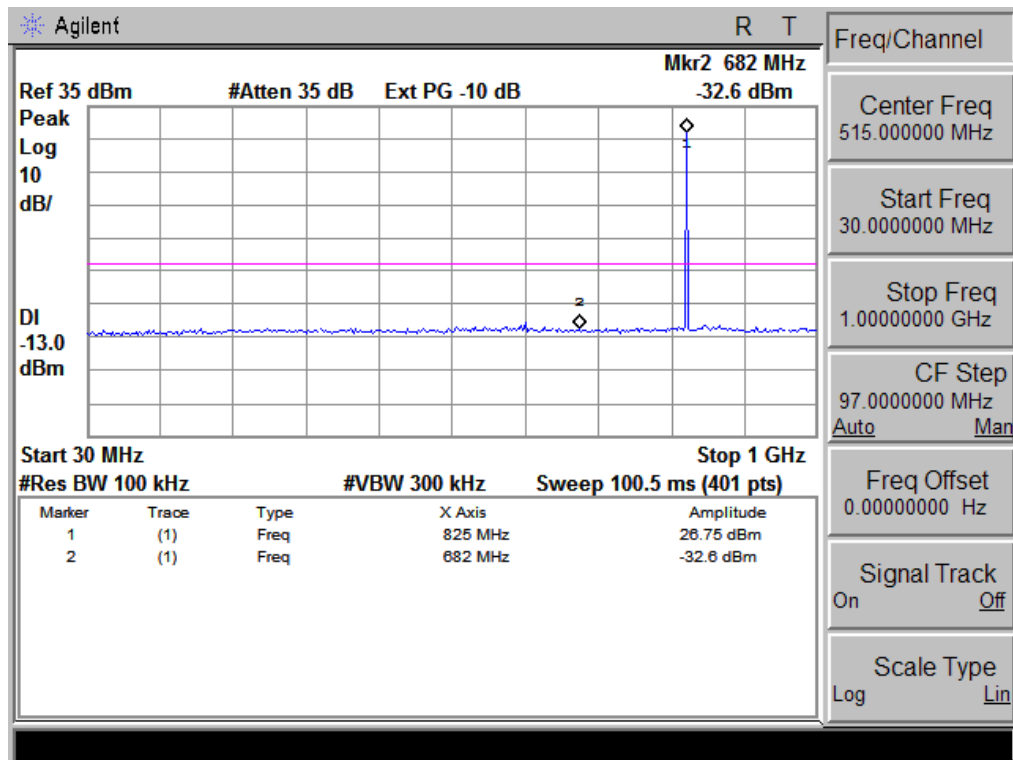 Agilent R T
Mkr2 682 MHz
Ref 35 dBm #Atten 35 dB Ext PG -10 dB -32.6 dBm
Peak
Log
10
dB/
1
2
DI
-13.0
dBm
Start 30 MHz Stop 1 GHz
#Res BW 100 kHz #VBW 300 kHz Sweep 100.5 ms (401 pts)
Marker Trace Type X Axis Amplitude
1 (1) Freq 825 MHz 26.75 dBm
2 (1) Freq 682 MHz -32.6 dBm
Freq/Channel
Center Freq
515.000000 MHz
Start Freq
30.0000000 MHz
Stop Freq
1.00000000 GHz
CF Step
97.0000000 MHz
Auto Man
Freq Offset
0.00000000 Hz
Signal Track
On Off
Scale Type
Log Lin